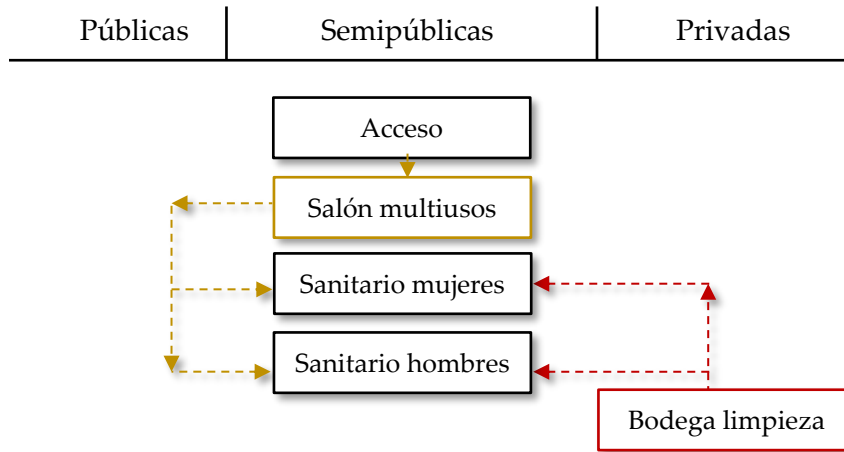 Públicas
Semipúblicas
Privadas
Acceso
Salón multiusos
Sanitario mujeres
Sanitario hombres
Bodega limpieza